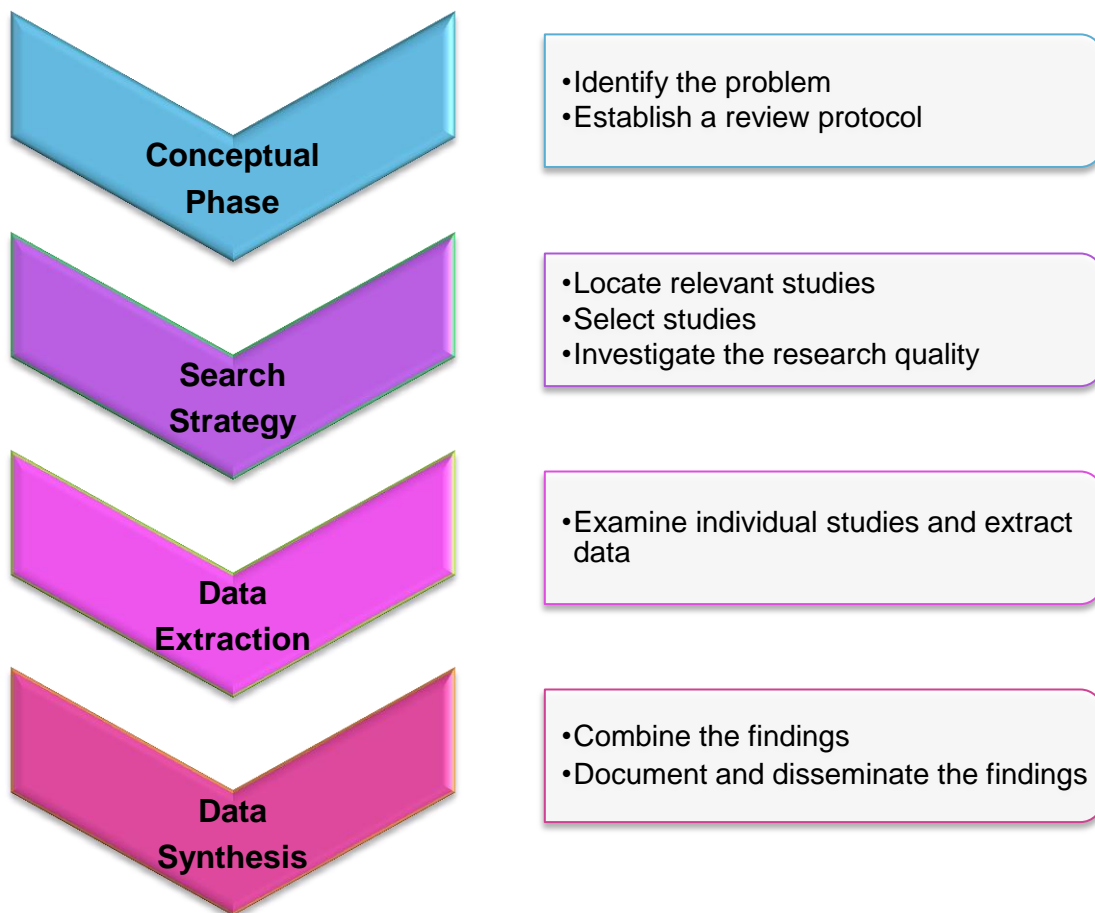 Conceptual
Phase
•Identify the problem
•Establish a review protocol
Search
Strategy
•Locate relevant studies
•Select studies
•Investigate the research quality
Data
Extraction
•Examine individual studies and extract
data
Data
Synthesis
•Combine the findings
•Document and disseminate the findings